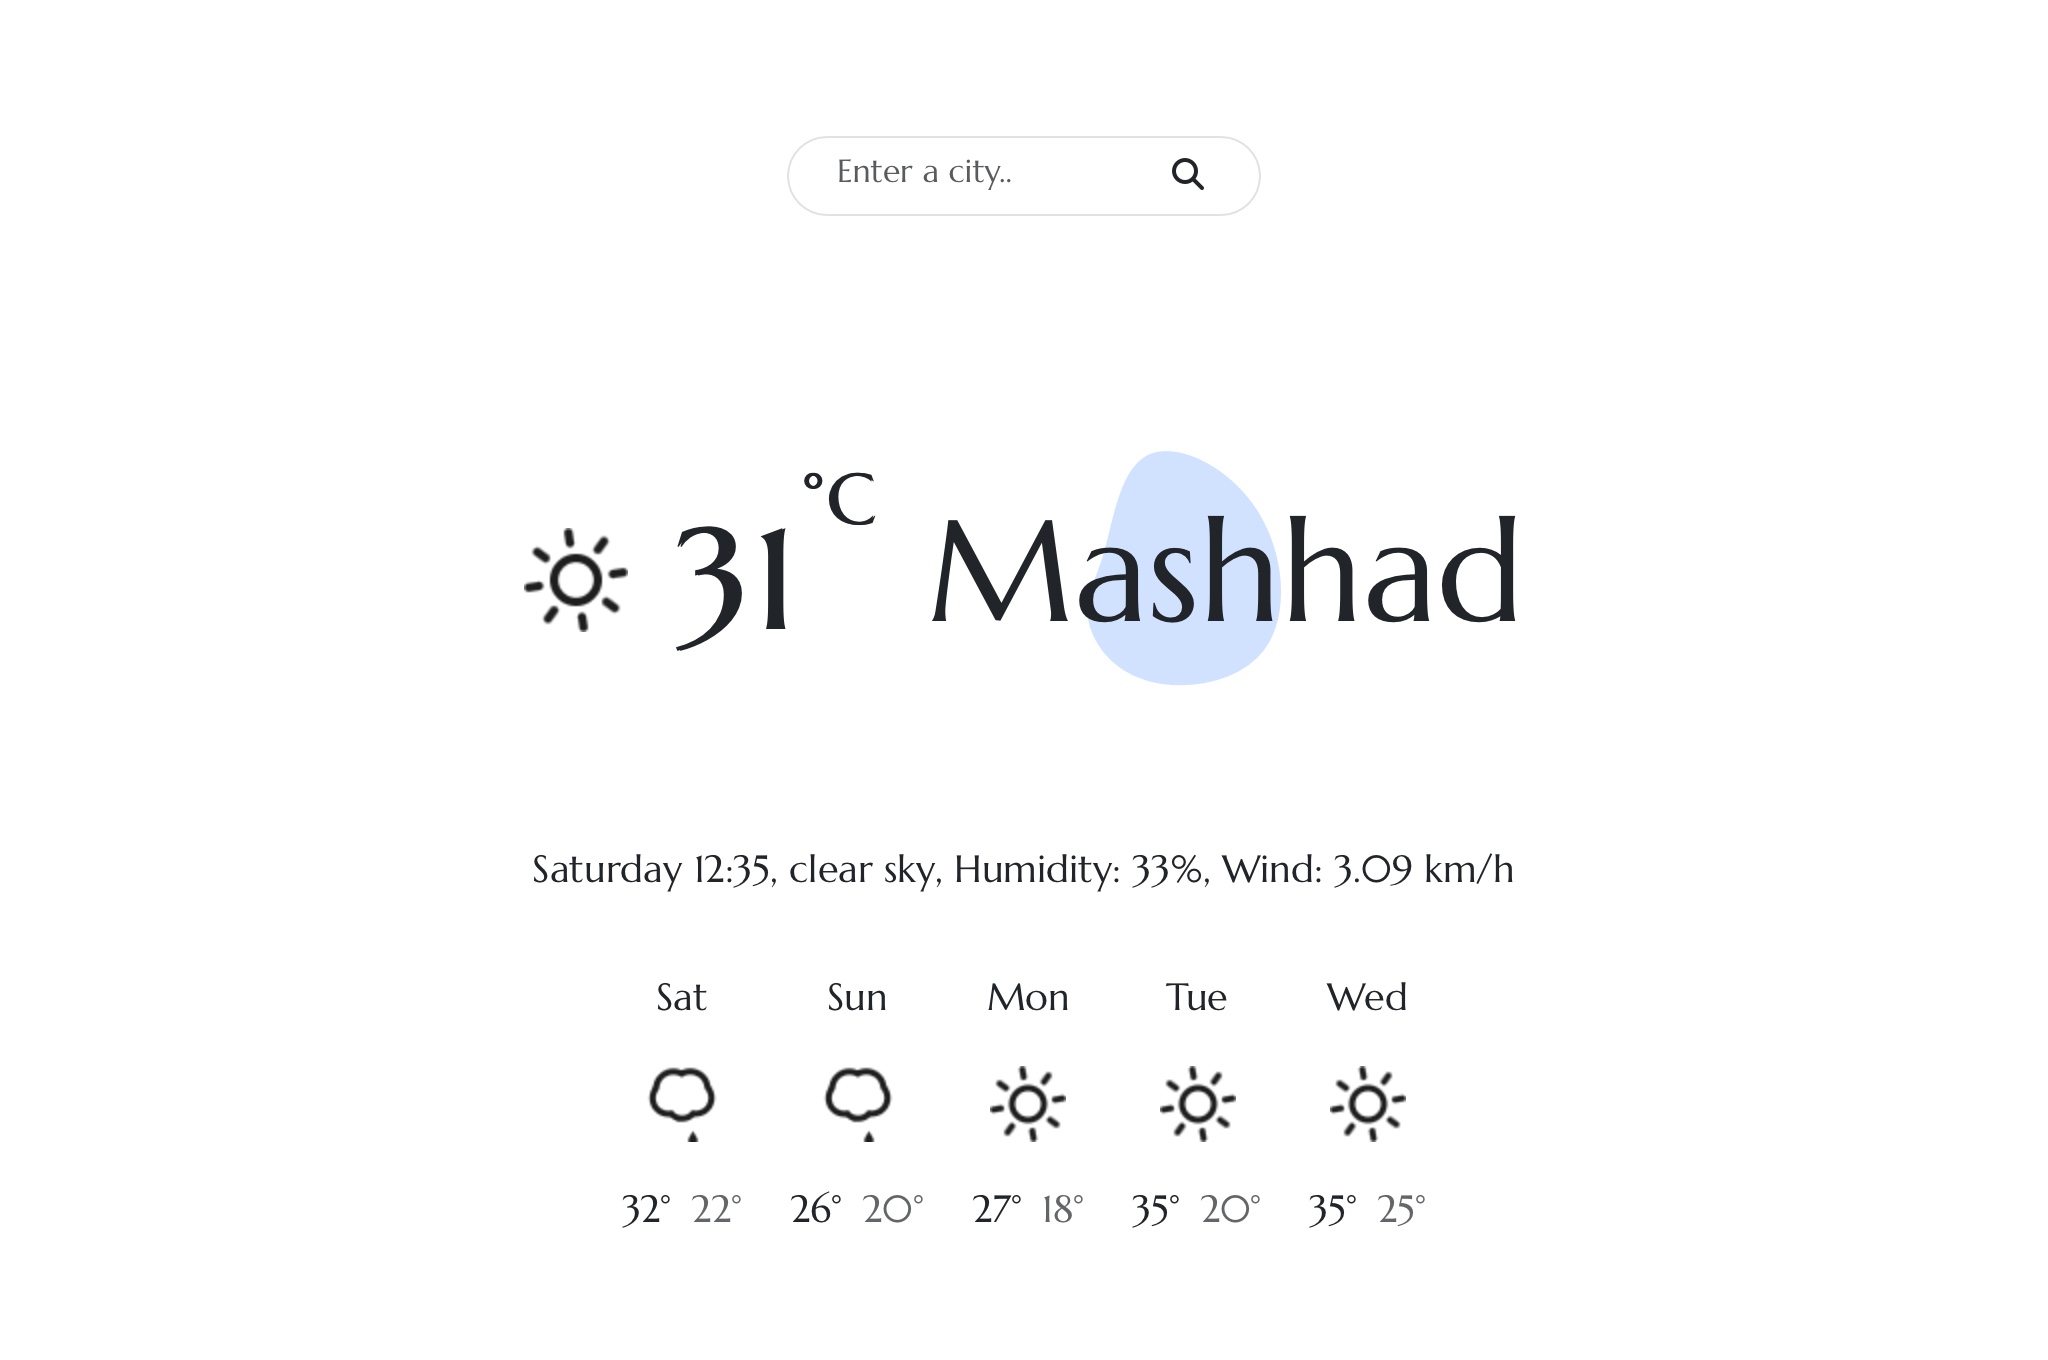 Enter a city..
31 °C Mashhad
Saturday 12:35, clear sky, Humidity: 33%, Wind: 3.09 km/h
Sat Sun Mon Tue Wed
32° 22° 26° 20° 27° 18° 35° 20° 35° 25°